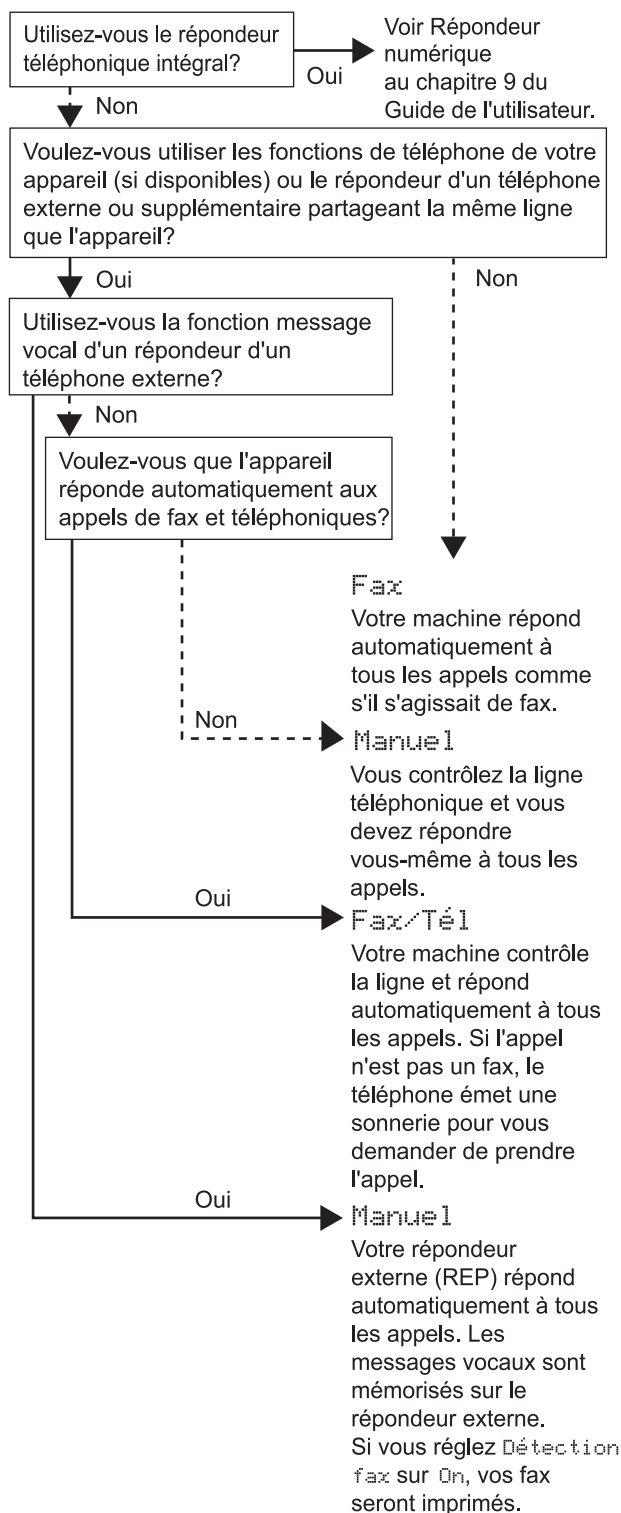 Utilisez-vous le répondeur
téléphonique intégral?
Oui
Voir Répondeur
numérique
au chapitre 9 du
Guide de l'utilisateur.
Non
Voulez-vous utiliser les fonctions de téléphone de votre
appareil (si disponibles) ou le répondeur d'un téléphone
externe ou supplémentaire partageant la même ligne
que l'appareil?
Oui
Non
Utilisez-vous la fonction message
vocal d'un répondeur d'un
téléphone externe?
Non
Voulez-vous que l'appareil
réponde automatiquement aux
appels de fax et téléphoniques?
Fax
Votre machine répond
automatiquement à
tous les appels comme
s'il s'agissait de fax.
Non
Manuel
Vous contrôlez la ligne
téléphonique et vous
devez répondre
vous-même à tous les
appels.
Oui
Fax/Tél
Votre machine contrôle
la ligne et répond
automatiquement à tous
les appels. Si l'appel
n'est pas un fax, le
téléphone émet une
sonnerie pour vous
demander de prendre
l'appel.
Oui
Manuel
Votre répondeur
externe (REP) répond
automatiquement à tous
les appels. Les
messages vocaux sont
mémorisés sur le
répondeur externe.
Si vous réglez Détection
fax sur On, vos fax
seront imprimés.